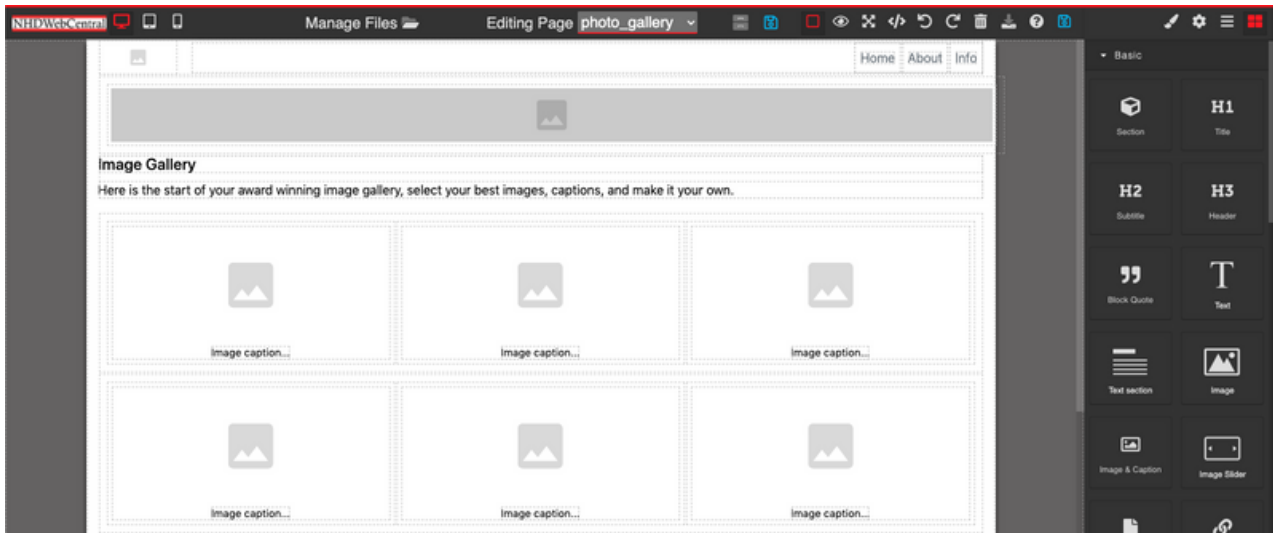 NHDWebCentral Manage Files Editing Page photo_gallery
Home About Info
Basic
Section
H1
Title
Image Gallery
Here is the start of your award winning image gallery, select your best images, captions, and make it your own.
H2
Subtitle
H3
Header
Block Quote
T
Text
Image caption... Image caption... Image caption...
Text section
Image
Image & Caption
Image Slider
Image caption... Image caption... Image caption...